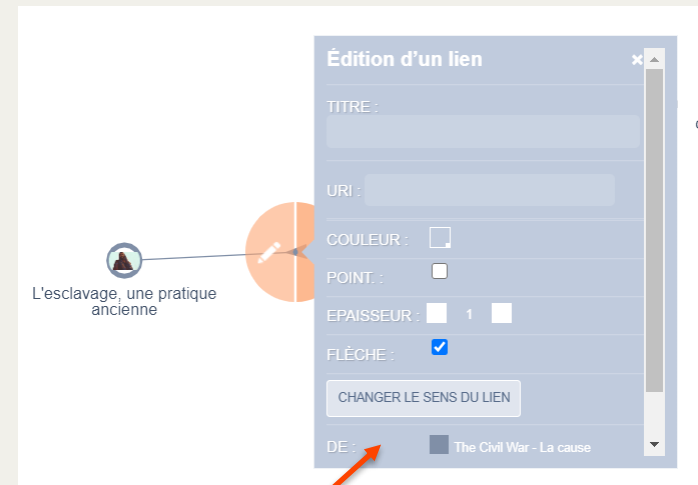 Édition d'un lien
TITRE :
URI :
COULEUR :
POINT. :
EPAISSEUR : 1
FLÈCHE :
CHANGER LE SENS DU LIEN
DE : The Civil War - La cause
L'esclavage, une pratique
ancienne